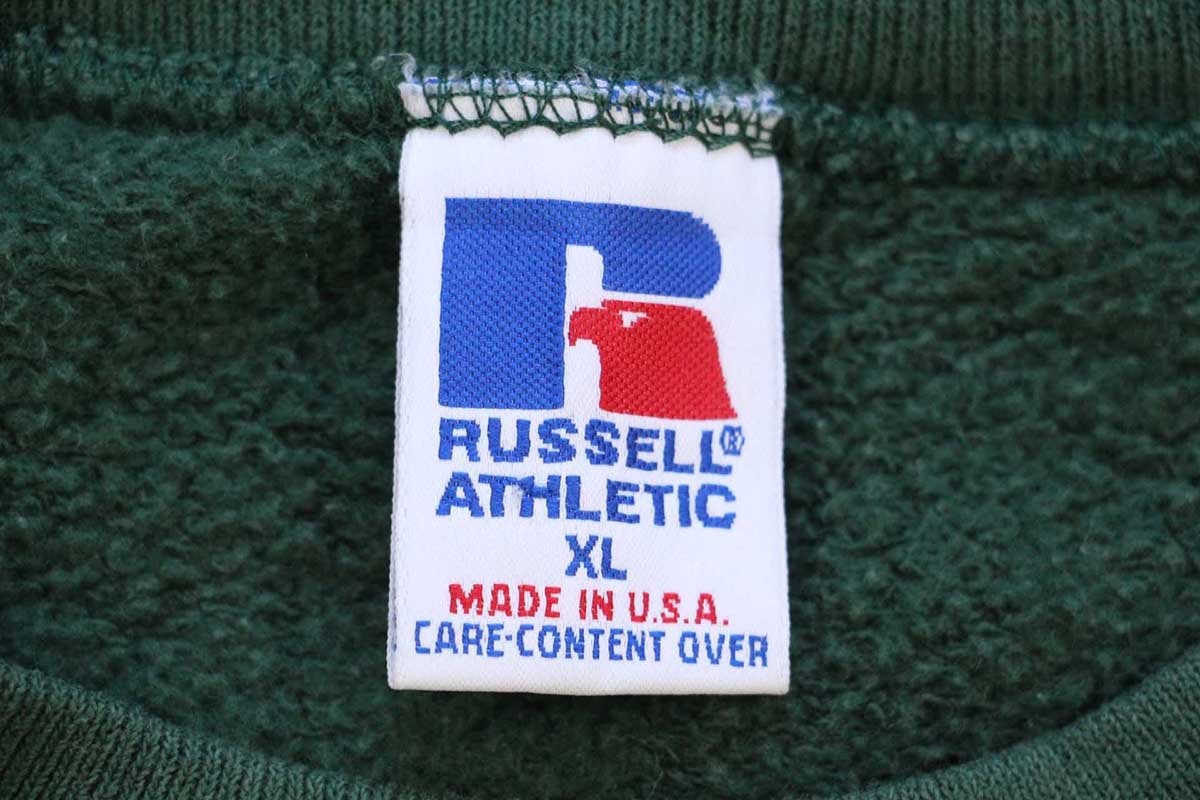 RUSSELL®
ATHLETIC
XL
MADE IN U.S.A.
CARE-CONTENT OVER